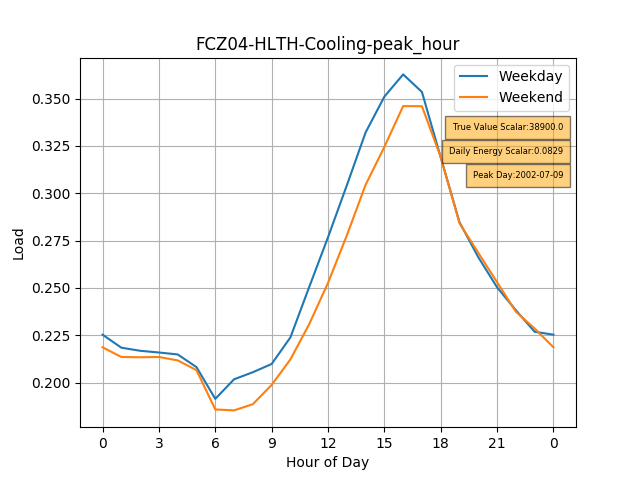 FCZ04-HLTH-Cooling-peak_hour
Weekday
Weekend
True Value Scalar:38900.0
Daily Energy Scalar:0.0829
Peak Day:2002-07-09
Load
0.350
0.325
0.300
0.275
0.250
0.225
0.200
0 3 6 9 12 15 18 21 0
Hour of Day